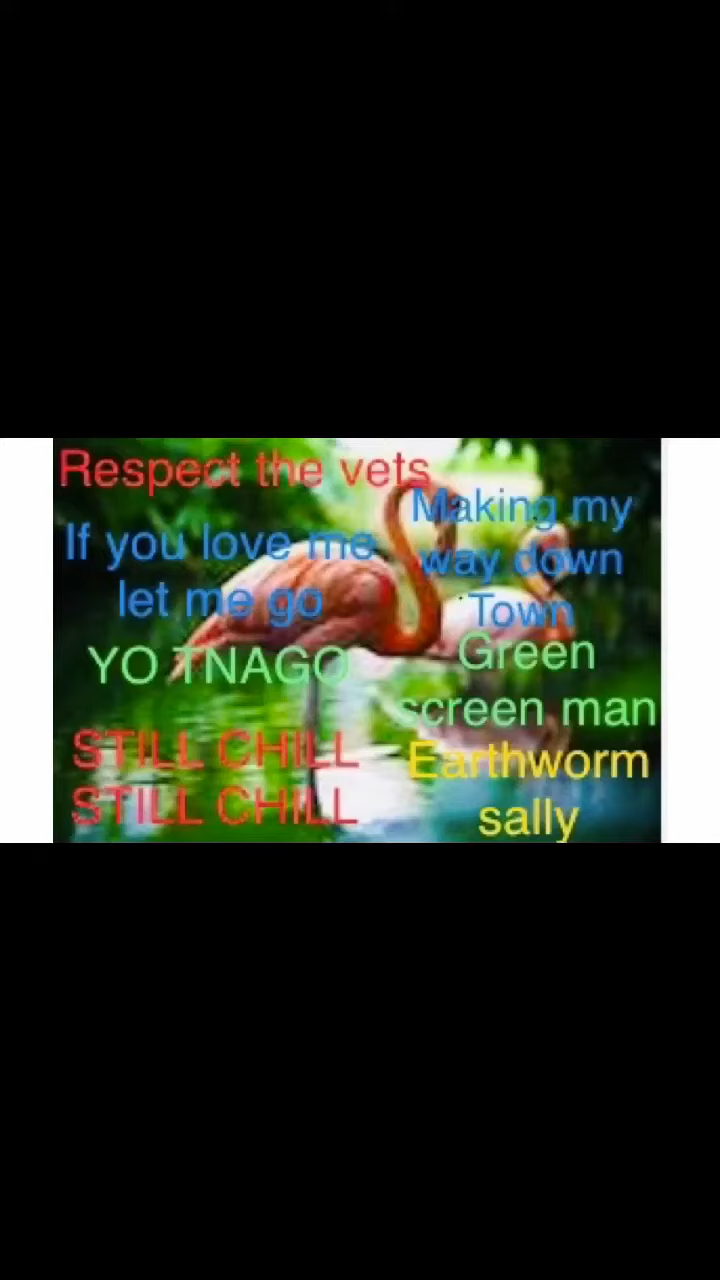 Respect the vets
If you love me
let me go
YO TNAGO
STILL CHILL
STILL CHILL
Making my
way down
Town
Green
screen man
Earthworm
sally